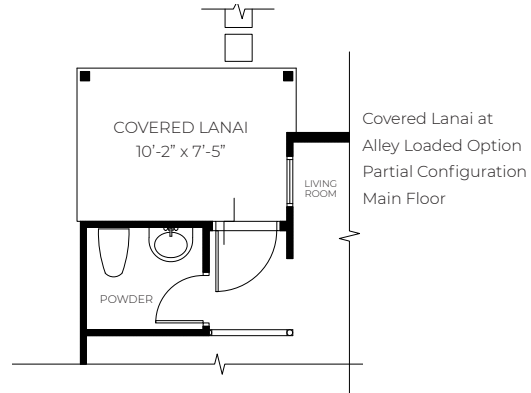 COVERED LANAI
10’-2” x 7’-5”
Covered Lanai at
Alley Loaded Option
Partial Configuration
Main Floor
LIVING
ROOM
POWDER